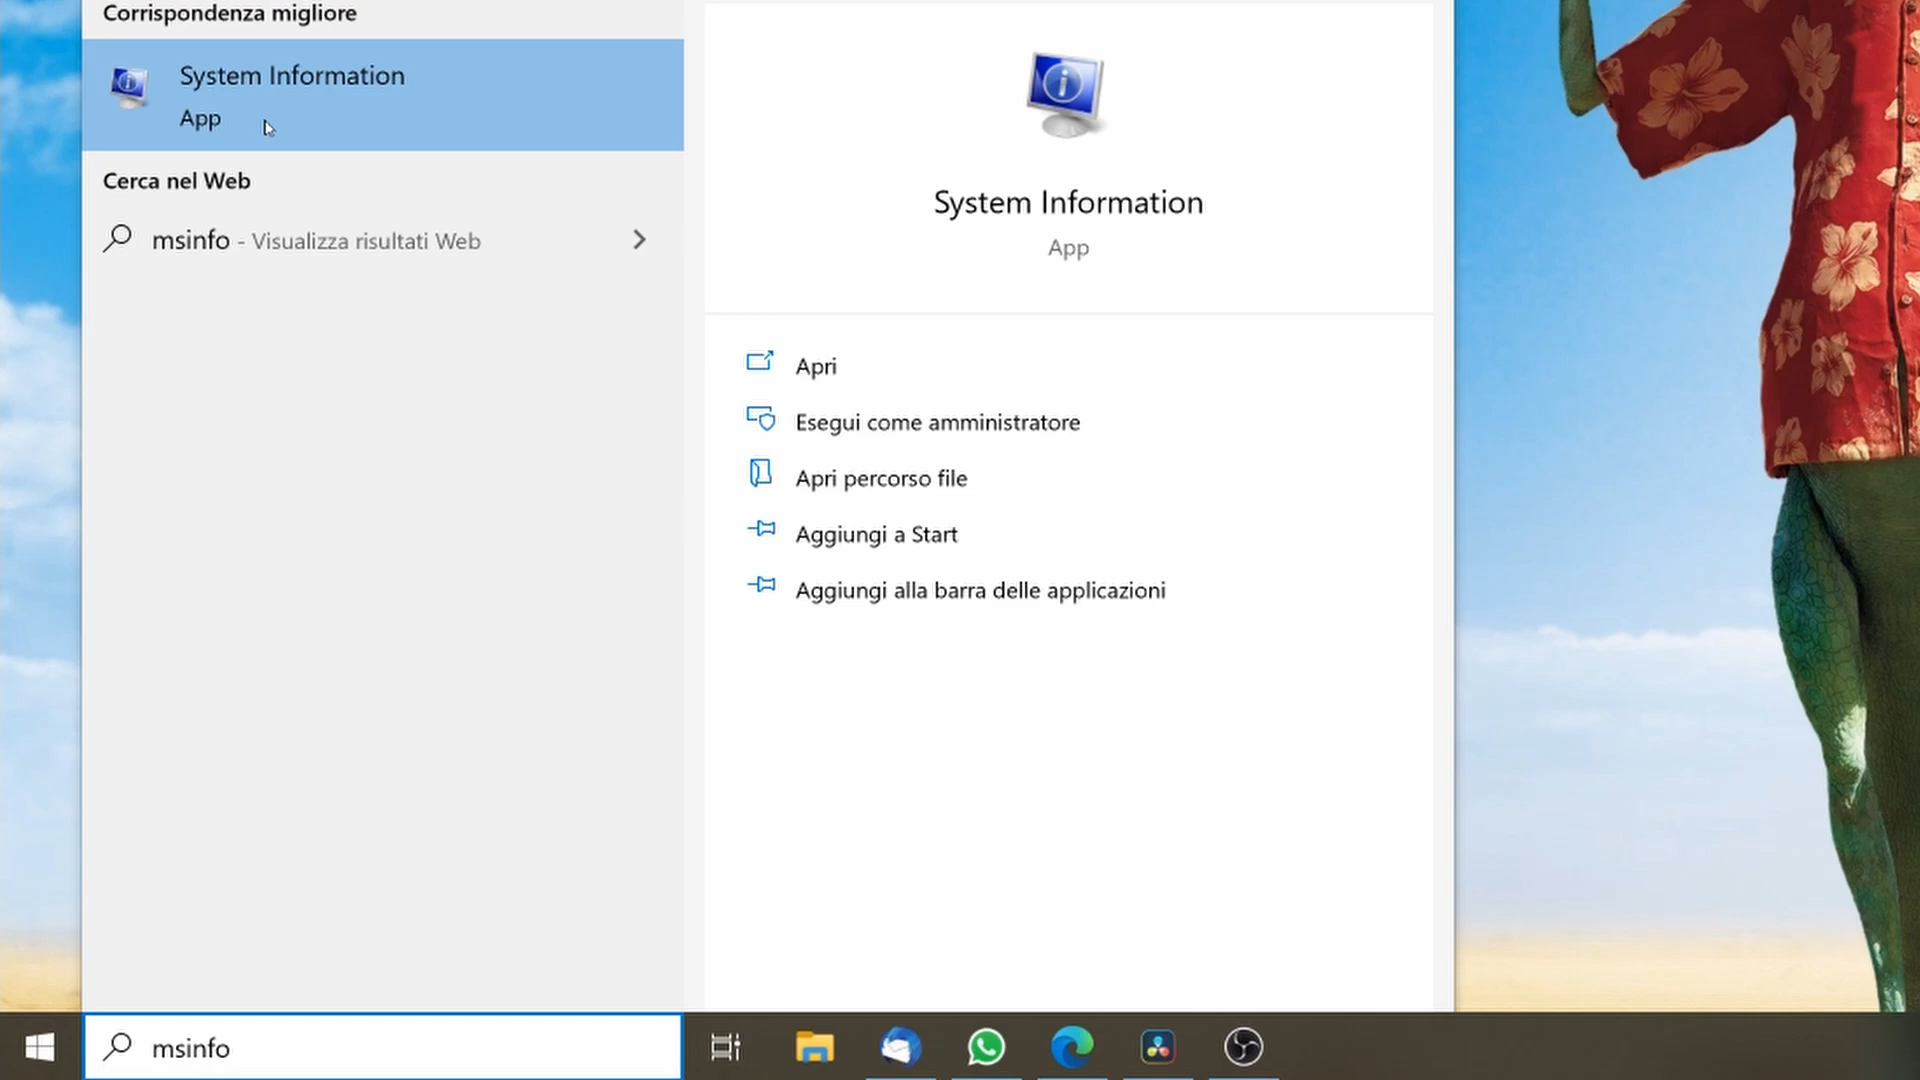 Corrispondenza migliore
System Information
App
Cerca nel Web
msinfo - Visualizza risultati Web
System Information
App
Apri
Esegui come amministratore
Apri percorso file
Aggiungi a Start
Aggiungi alla barra delle applicazioni
msinfo